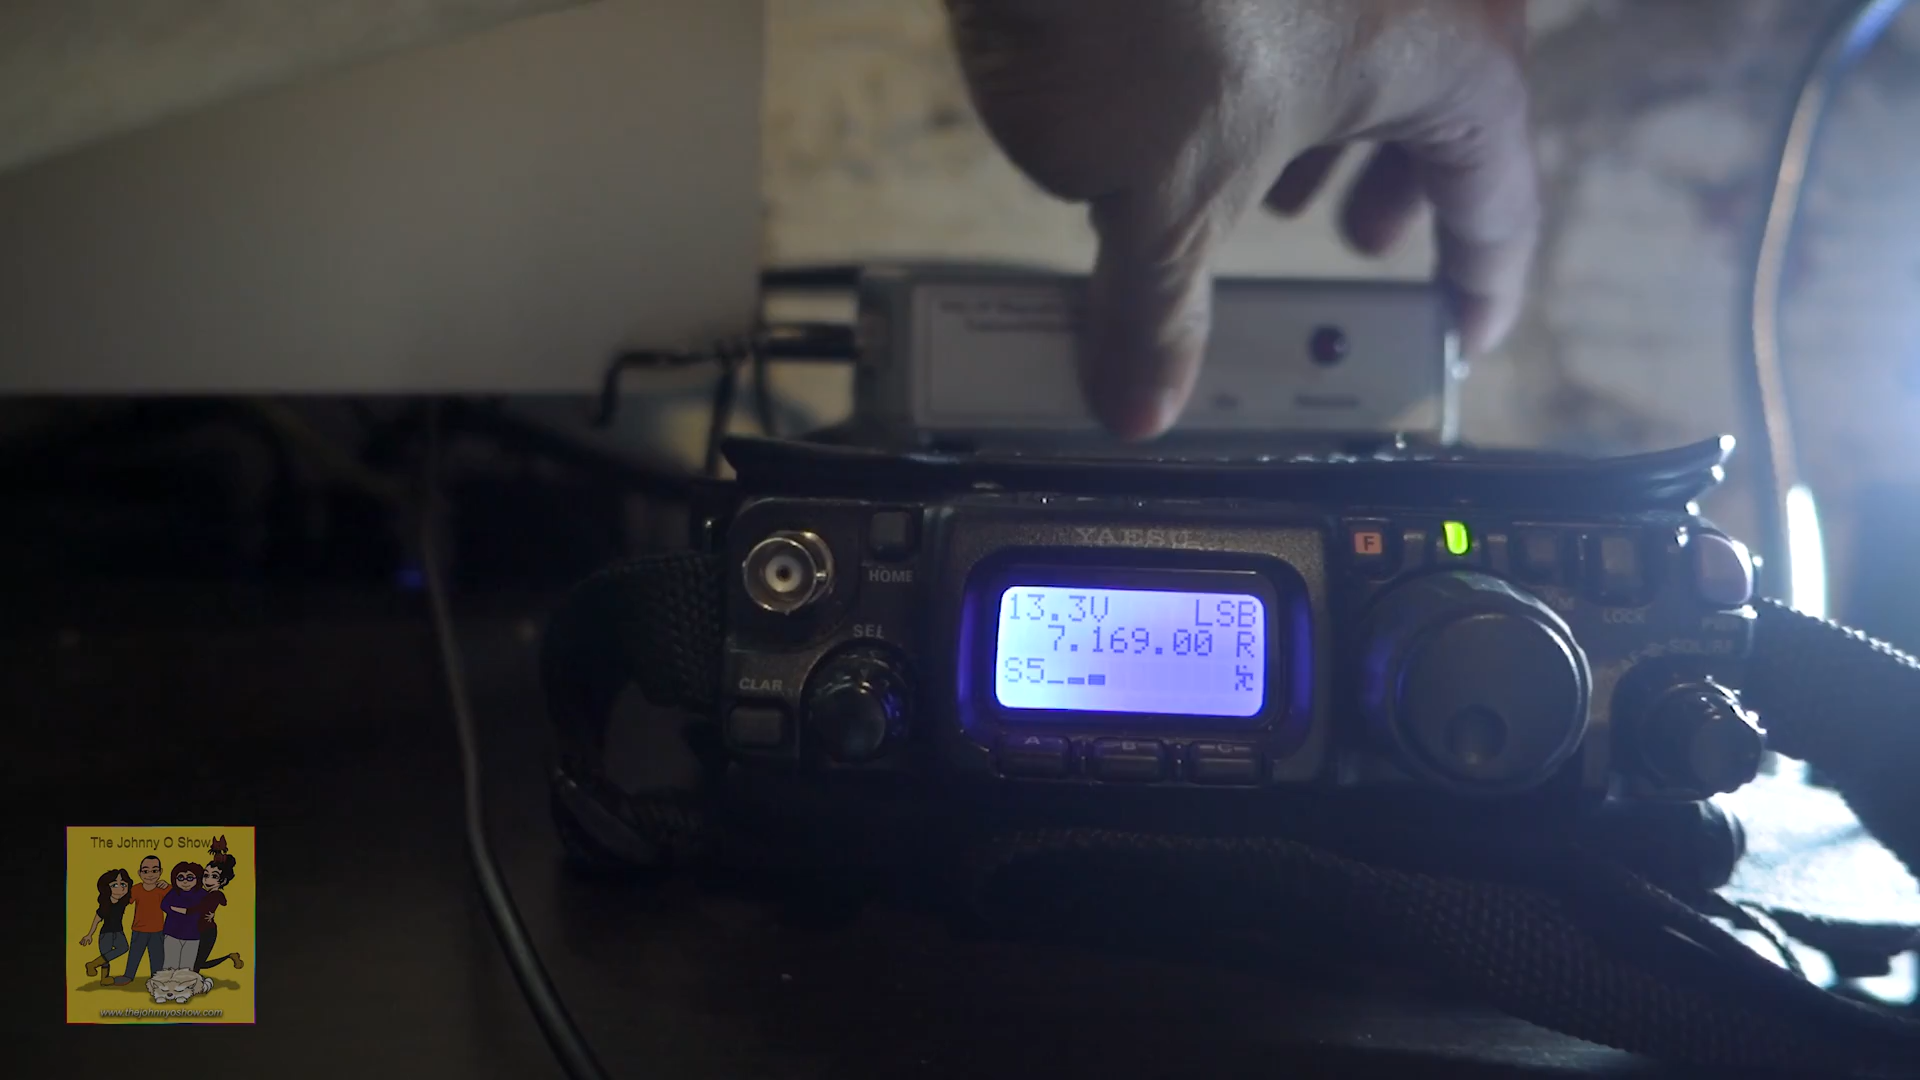 YAESU
F
HOME
13.3V LSB
7.169.00 R
S5
SEL
LOCK
CLAR
A B C
The Johnny O Show
www.thejohnnyoshow.com